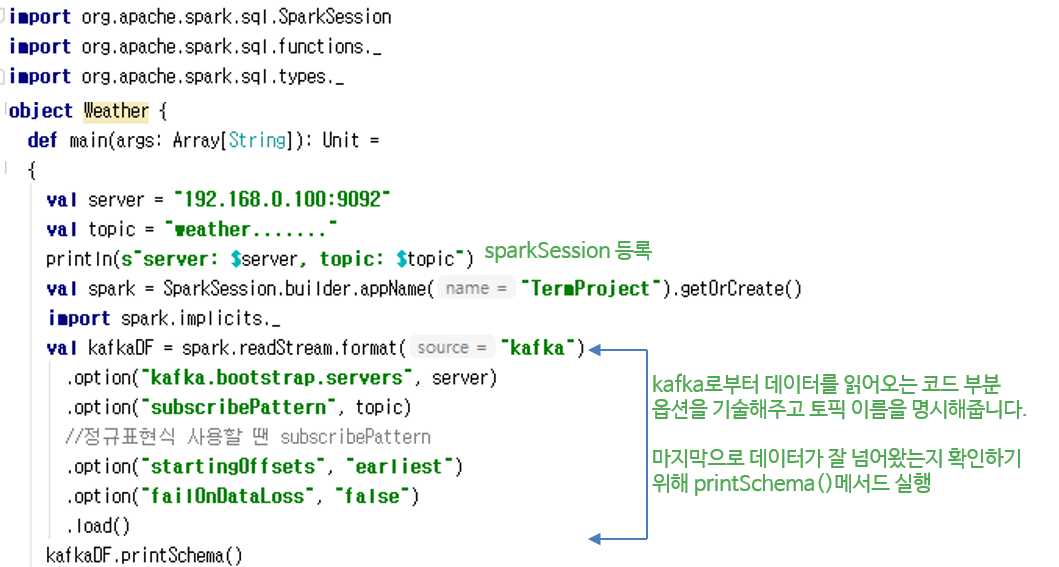 import org.apache.spark.sql.SparkSession
import org.apache.spark.sql.functions._
import org.apache.spark.sql.types._
object Weather {
def main(args: Array[String]): Unit =
{
val server = "192.168.0.100:9092"
val topic = "weather......."
println(s"server: $server, topic: $topic")
sparkSession 등록
val spark = SparkSession.builder.appName( name = "TermProject").getOrCreate()
import spark.implicits._
val kafkaDF = spark.readStream.format( source = "kafka")
.option("kafka.bootstrap.servers", server)
.option("subscribePattern", topic)
//정규표현식 사용할 땐 subscribePattern
.option("startingOffsets", "earliest")
.option("failOnDataLoss", "false")
.load()
kafkaDF.printSchema()
kafka로부터 데이터를 읽어오는 코드 부분
옵션을 기술해주고 토픽 이름을 명시해줍니다.
마지막으로 데이터가 잘 넘어왔는지 확인하기
위해 printSchema()메서드 실행